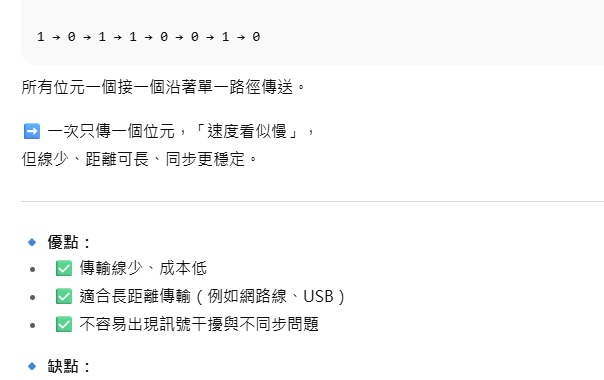 1 → 0 → 1 → 1 → 0 → 0 → 1 → 0
所有位元一個接一個沿著單一路徑傳送。
➡️ 一次只傳一個位元，「速度看似慢」，
但線少、距離可長、同步更穩定。
🔹 優點：
• ✅ 傳輸線少、成本低
• ✅ 適合長距離傳輸（例如網路線、USB）
• ✅ 不容易出現訊號干擾與不同步問題
🔹 缺點：